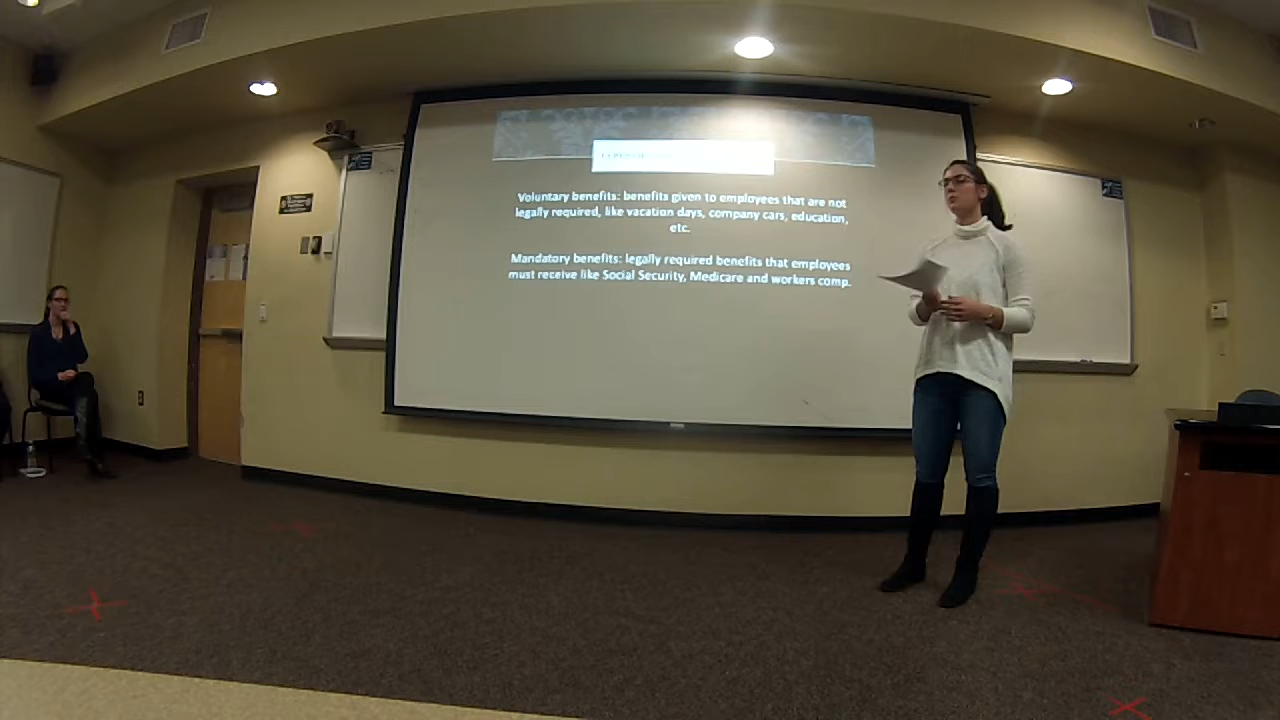 Voluntary benefits: benefits given to employees that are not
legally required, like vacation days, company cars, education,
etc.
Mandatory benefits: legally required benefits that employees
must receive like Social Security, Medicare and workers comp.